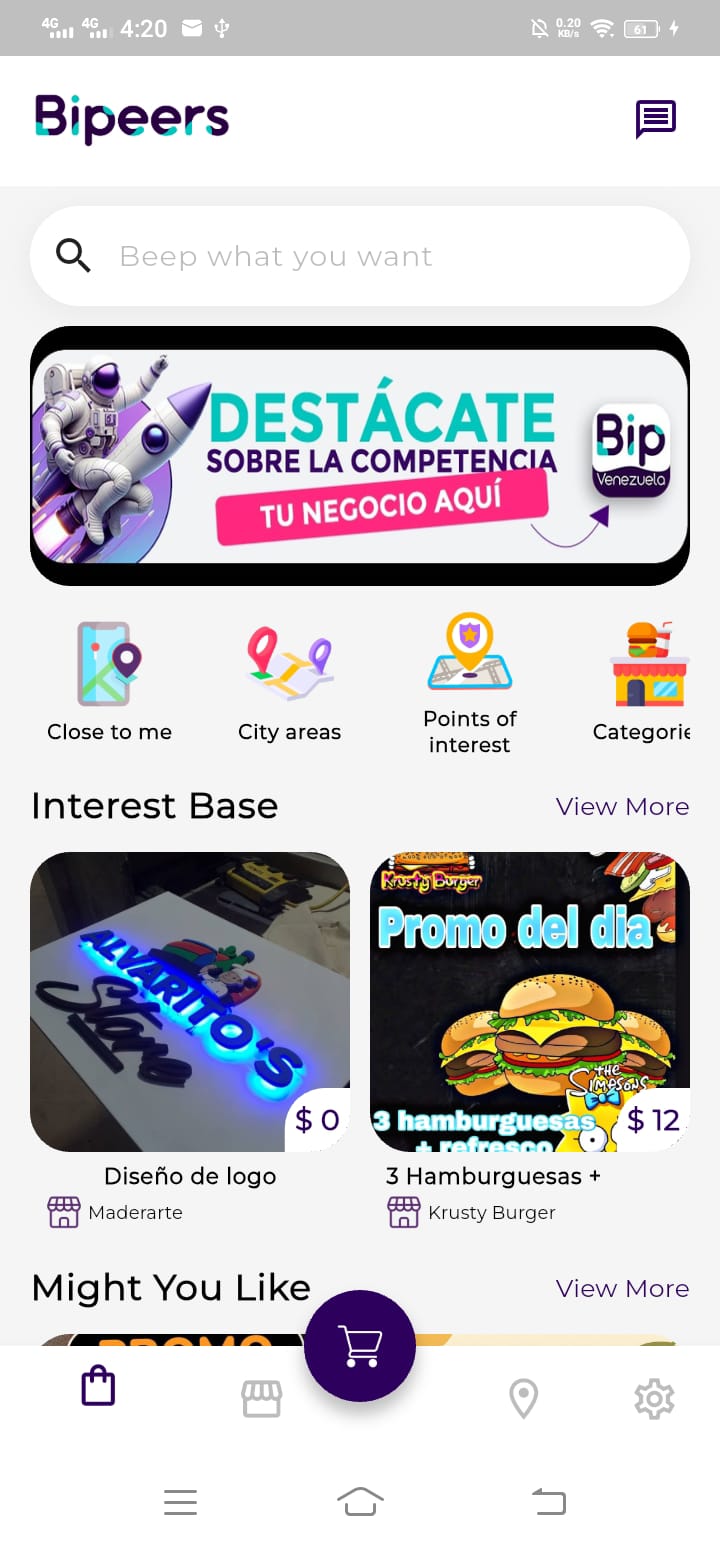 4G 4G 4:20 0.20 KB/s 61
Bipeers
Beep what you want
DESTÁCATE
SOBRE LA COMPETENCIA
TU NEGOCIO AQUÍ
Bip
Venezuela
Close to me
City areas
Points of
interest
Categorie
Interest Base View More
ALVARITO'S
Store
$ 0
Krusty Burger
Promo del dia
THE
SIMPSONS
3 hamburguesas
+ refresco
$ 12
Diseño de logo
Maderarte
3 Hamburguesas +
Krusty Burger
Might You Like View More
PROMO